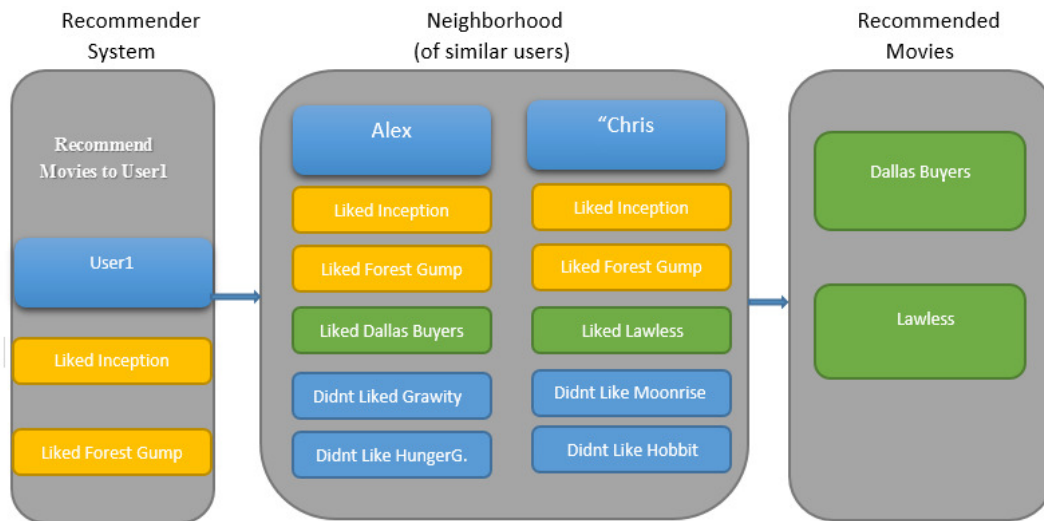 Recommender
System
Neighborhood
(of similar users)
Recommended
Movies
Recommend
Movies to User1
User1
Liked Inception
Liked Forest Gump
Alex
Liked Inception
Liked Forest Gump
Liked Dallas Buyers
Didnt Liked Grawity
Didnt Like HungerG.
“Chris
Liked Inception
Liked Forest Gump
Liked Lawless
Didnt Like Moonrise
Didnt Like Hobbit
Dallas Buyers
Lawless